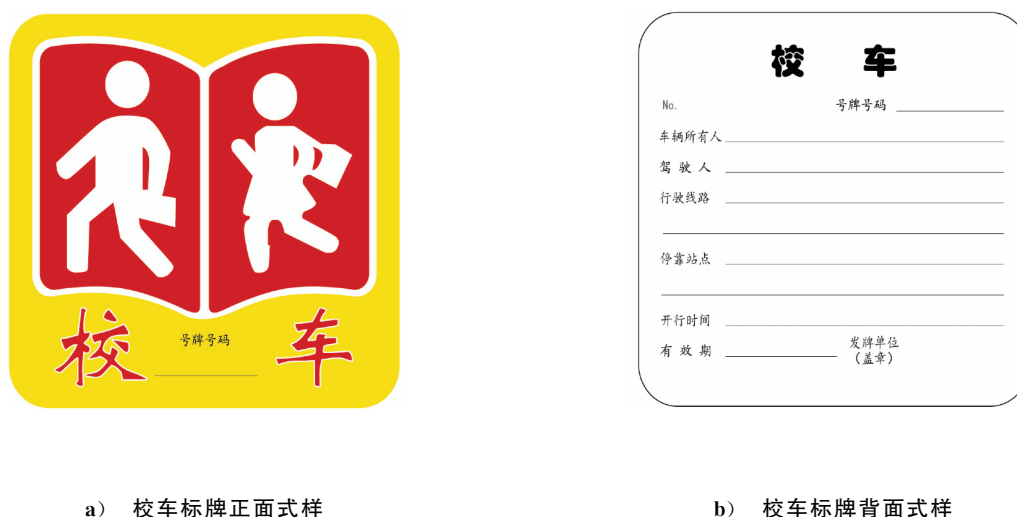 校 号牌号码 车
校 车
No. 号牌号码
车辆所有人
驾驶人
行驶线路
停靠站点
开行时间
有效期 发牌单位
(盖章)
a) 校车标牌正面式样
b) 校车标牌背面式样